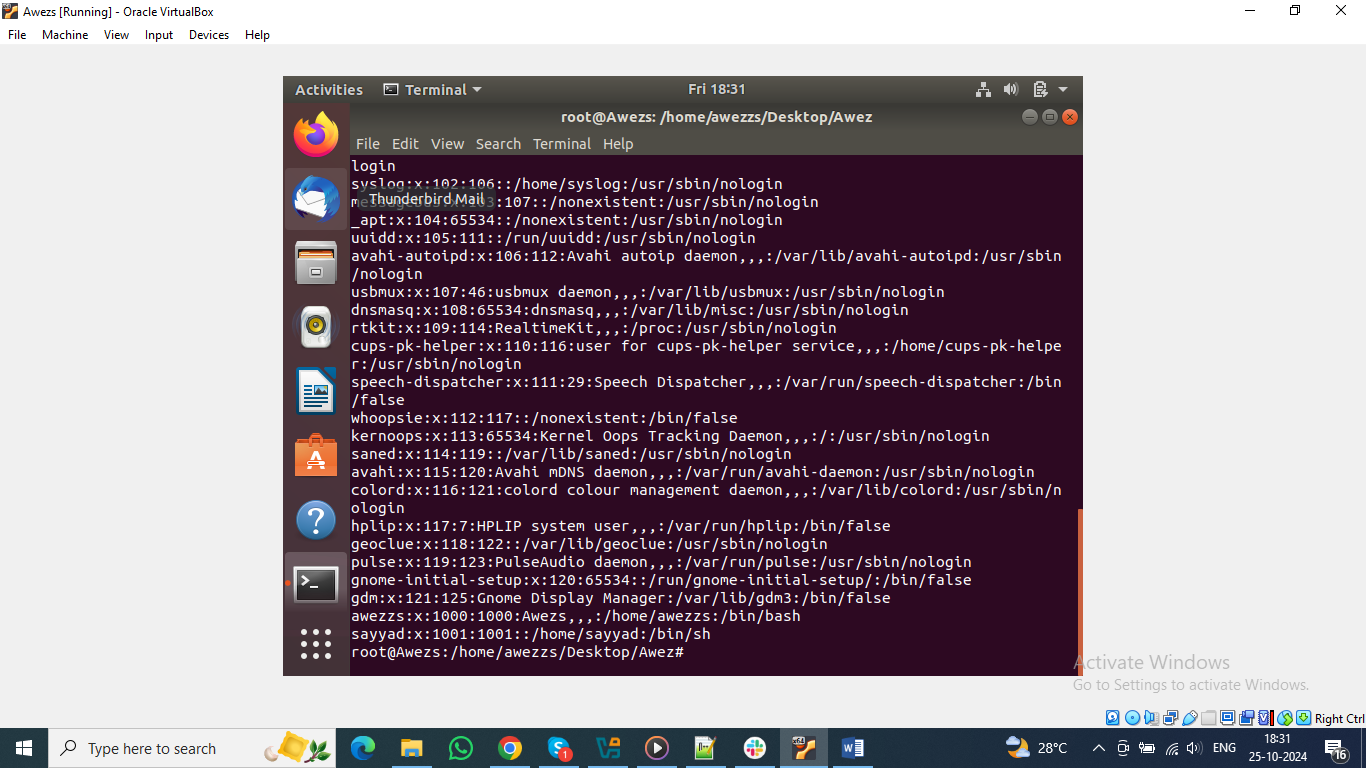 Awezs [Running] - Oracle VirtualBox
File Machine View Input Devices Help
Activities Terminal Fri 18:31
root@Awezs: /home/awezzs/Desktop/Awez
File Edit View Search Terminal Help
login
syslog:x:102:106::/home/syslog:/usr/sbin/nologin
Thunderbird Mail
:107::/nonexistent:/usr/sbin/nologin
_apt:x:104:65534::/nonexistent:/usr/sbin/nologin
uuidd:x:105:111::/run/uuidd:/usr/sbin/nologin
avahi-autoipd:x:106:112:Avahi autoip daemon,,,:/var/lib/avahi-autoipd:/usr/sbin
/nologin
usbmux:x:107:46:usbmux daemon,,,:/var/lib/usbmux:/usr/sbin/nologin
dnsmasq:x:108:65534:dnsmasq,,,:/var/lib/misc:/usr/sbin/nologin
rtkit:x:109:114:RealtimeKit,,,:/proc:/usr/sbin/nologin
cups-pk-helper:x:110:116:user for cups-pk-helper service,,,:/home/cups-pk-helpe
r:/usr/sbin/nologin
speech-dispatcher:x:111:29:Speech Dispatcher,,,:/var/run/speech-dispatcher:/bin
/false
whoopsie:x:112:117::/nonexistent:/bin/false
kernoops:x:113:65534:Kernel Oops Tracking Daemon,,,:/:/usr/sbin/nologin
saned:x:114:119::/var/lib/saned:/usr/sbin/nologin
avahi:x:115:120:Avahi mDNS daemon,,,:/var/run/avahi-daemon:/usr/sbin/nologin
colord:x:116:121:colord colour management daemon,,,:/var/lib/colord:/usr/sbin/n
ologin
hplip:x:117:7:HPLIP system user,,,:/var/run/hplip:/bin/false
geoclue:x:118:122::/var/lib/geoclue:/usr/sbin/nologin
pulse:x:119:123:PulseAudio daemon,,,:/var/run/pulse:/usr/sbin/nologin
gnome-initial-setup:x:120:65534::/run/gnome-initial-setup/:/bin/false
gdm:x:121:125:Gnome Display Manager:/var/lib/gdm3:/bin/false
awezzs:x:1000:1000:Awezs,,,:/home/awezzs:/bin/bash
sayyad:x:1001:1001::/home/sayyad:/bin/sh
root@Awezs:/home/awezzs/Desktop/Awez#
Activate Windows
Go to Settings to activate Windows.
Right Ctrl
Type here to search
1
28°C
ENG
18:31
25-10-2024
16